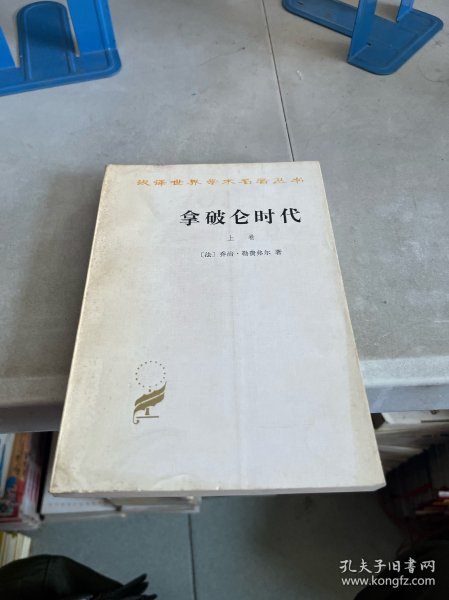 汉译世界学术名著丛书
拿破仑时代
上卷
〔法〕乔治·勒费弗尔 著
孔夫子旧书网
www.kongfz.com